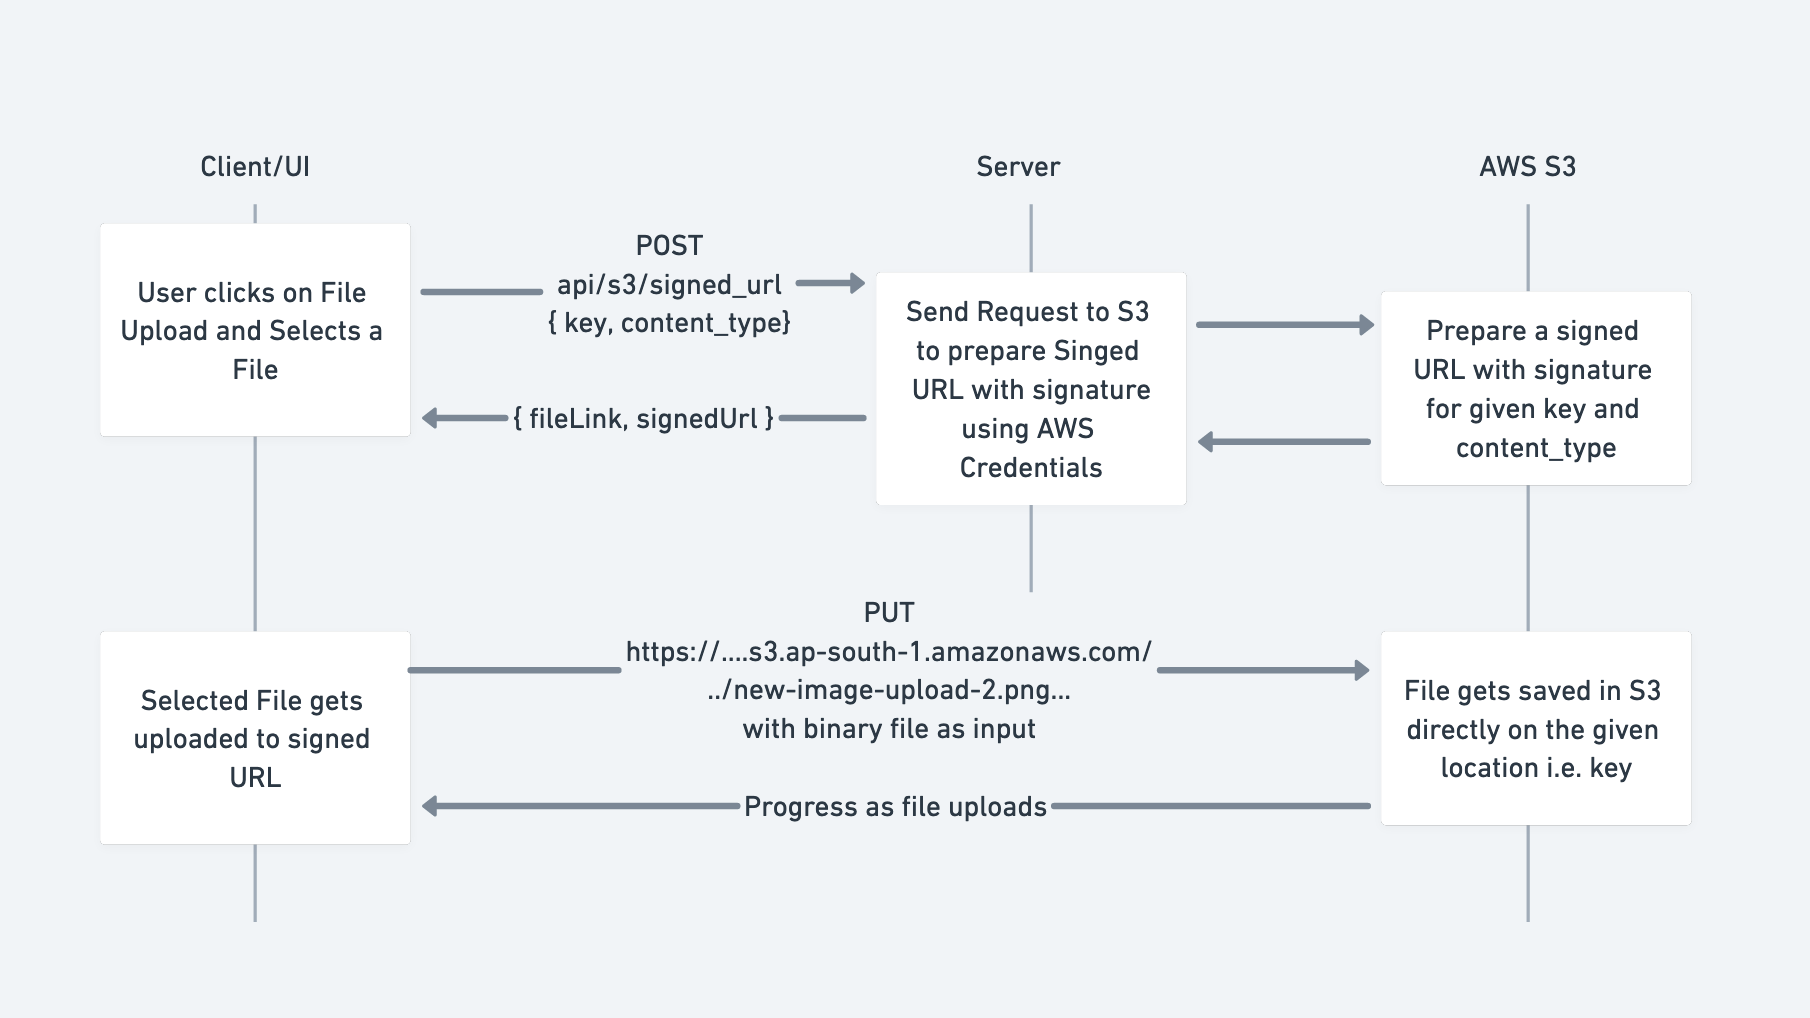 Client/UI
Server
AWS S3
User clicks on File
Upload and Selects a
File
POST
api/s3/signed_url
{ key, content_type}
{ fileLink, signedUrl }
Send Request to S3
to prepare Singed
URL with signature
using AWS
Credentials
Prepare a signed
URL with signature
for given key and
content_type
Selected File gets
uploaded to signed
URL
PUT
https://....s3.ap-south-1.amazonaws.com/
../new-image-upload-2.png...
with binary file as input
Progress as file uploads
File gets saved in S3
directly on the given
location i.e. key